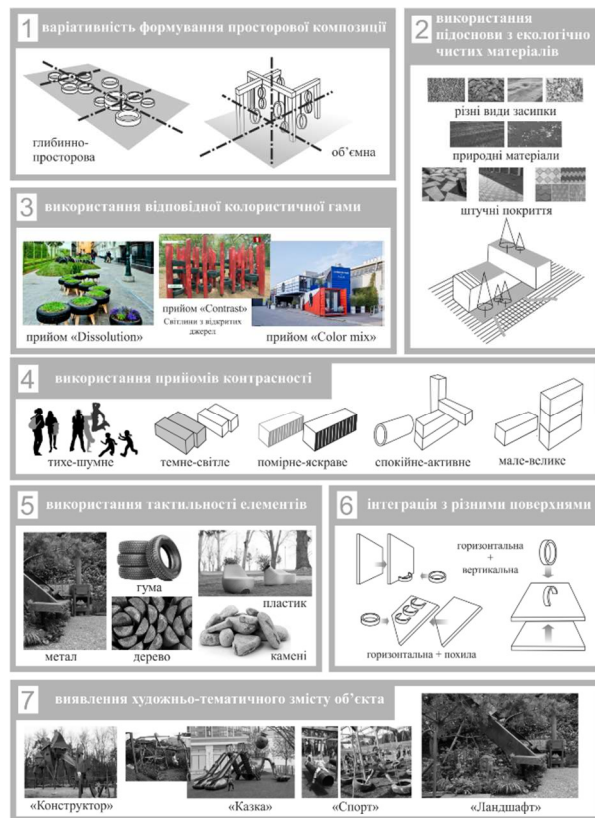 1 варіативність формування просторової композиції
глибинно-
просторова
об'ємна
2 використання
підоснови з екологічно
чистих матеріалів
різні види засипки
природні матеріали
штучні покриття
3 використання відповідної колористичної гами
прийом «Dissolution»
прийом «Contrast»
Світлини з відкритих
джерел
прийом «Color mix»
4 використання прийомів контрасності
тихе-шумне
темне-світле
помірне-яскраве
спокійне-активне
мале-велике
5 використання тактильності елементів
метал
гума
дерево
пластик
камені
6 інтеграція з різними поверхнями
горизонтальна
+
вертикальна
горизонтальна + похила
7 виявлення художньо-тематичного змісту об'єкта
«Конструктор»
«Казка»
«Спорт»
«Ландшафт»